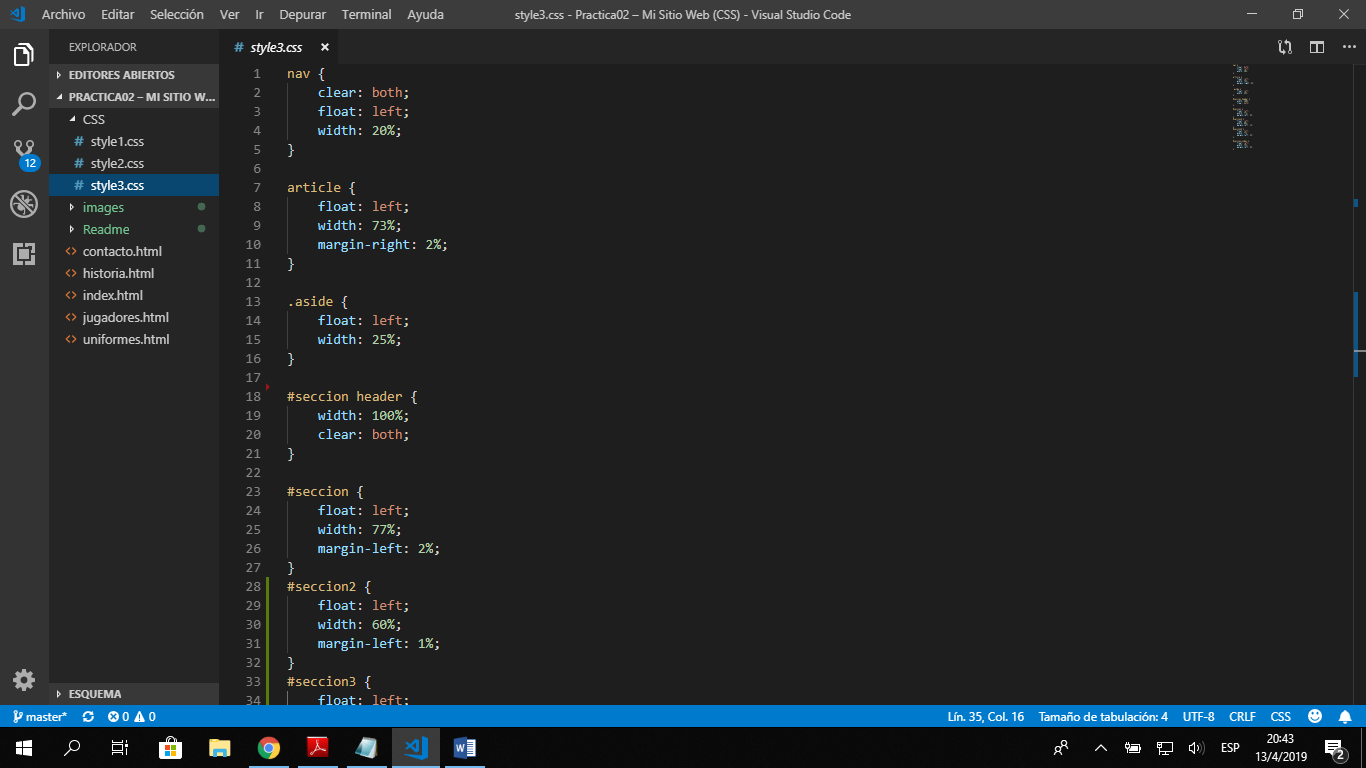 Archivo Editar Selección Ver Ir Depurar Terminal Ayuda style3.css - Practica02 – Mi Sitio Web (CSS) - Visual Studio Code
EXPLORADOR
EDITORES ABIERTOS
PRACTICA02 – MI SITIO W...
CSS
# style1.css
# style2.css
# style3.css
images
Readme
<> contacto.html
<> historia.html
<> index.html
<> jugadores.html
<> uniformes.html
ESQUEMA
12
# style3.css ×
1 nav {
2     clear: both;
3     float: left;
4     width: 20%;
5 }
6
7 article {
8     float: left;
9     width: 73%;
10     margin-right: 2%;
11 }
12
13 .aside {
14     float: left;
15     width: 25%;
16 }
17
18 #seccion header {
19     width: 100%;
20     clear: both;
21 }
22
23 #seccion {
24     float: left;
25     width: 77%;
26     margin-left: 2%;
27 }
28 #seccion2 {
29     float: left;
30     width: 60%;
31     margin-left: 1%;
32 }
33 #seccion3 {
34     float: left;
master* 0 0 Lín. 35, Col. 16 Tamaño de tabulación: 4 UTF-8 CRLF CSS
ESP
20:43
13/4/2019
2